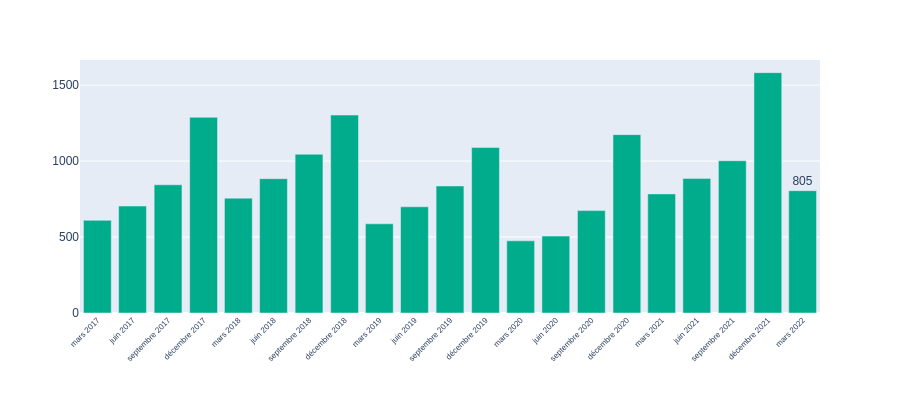 1500
1000
500
0
805
mars 2017
juin 2017
septembre 2017
décembre 2017
mars 2018
juin 2018
septembre 2018
décembre 2018
mars 2019
juin 2019
septembre 2019
décembre 2019
mars 2020
juin 2020
septembre 2020
décembre 2020
mars 2021
juin 2021
septembre 2021
décembre 2021
mars 2022